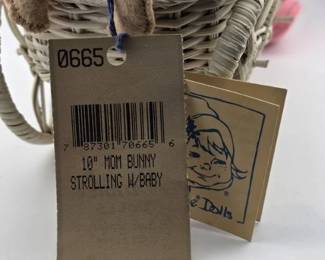 0665
7 87301 70665 6
10" MOM BUNNY
STROLLING W/BABY
Dolls